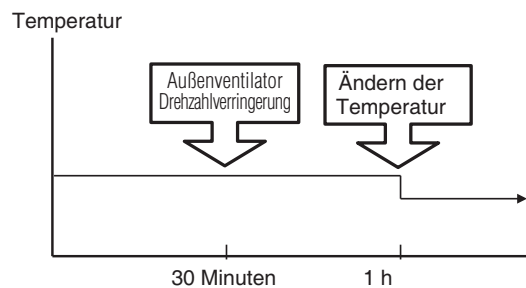 Temperatur
Außenventilator
Drehzahlverringerung
Ändern der
Temperatur
30 Minuten
1 h